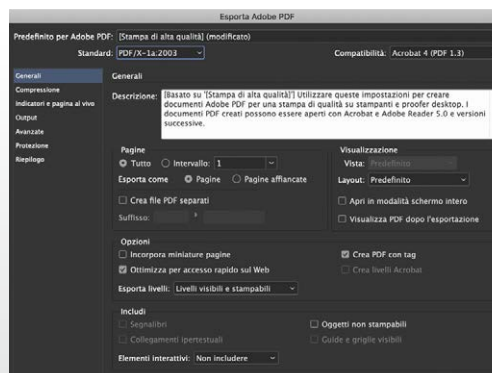 Esporta Adobe PDF
Predefinito per Adobe PDF: [Stampa di alta qualità] (modificato)
Standard: PDF/X-1a:2003
Compatibilità: Acrobat 4 (PDF 1.3)
Generali
Compressione
Indicatori e pagina al vivo
Output
Avanzate
Protezione
Riepilogo
Generali
Descrizione: [Basato su '[Stampa di alta qualità]'] Utilizzare queste impostazioni per creare
documenti Adobe PDF per una stampa di qualità su stampanti e proofer desktop. I
documenti PDF creati possono essere aperti con Acrobat e Adobe Reader 5.0 e versioni
successive.
Pagine
Tutto Intervallo: 1
Esporta come Pagine Pagine affiancate
Crea file PDF separati
Suffisso:
Visualizzazione
Vista: Predefinito
Layout: Predefinito
Apri in modalità schermo intero
Visualizza PDF dopo l'esportazione
Opzioni
Incorpora miniature pagine
Crea PDF con tag
Ottimizza per accesso rapido sul Web
Crea livelli Acrobat
Esporta livelli: Livelli visibili e stampabili
Includi
Segnalibri
Oggetti non stampabili
Collegamenti ipertestuali
Guide e griglie visibili
Elementi interattivi: Non includere